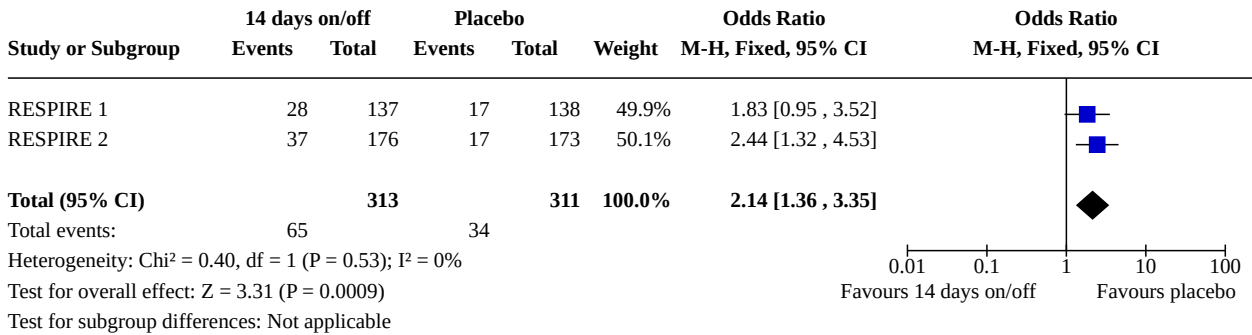 14 days on/off Placebo Odds Ratio Odds Ratio
Study or Subgroup Events Total Events Total Weight M-H, Fixed, 95% CI M-H, Fixed, 95% CI
RESPIRE 1 28 137 17 138 49.9% 1.83 [0.95 , 3.52]
RESPIRE 2 37 176 17 173 50.1% 2.44 [1.32 , 4.53]
Total (95% CI) 313 311 100.0% 2.14 [1.36 , 3.35]
Total events: 65 34
Heterogeneity: Chi² = 0.40, df = 1 (P = 0.53); I² = 0%
0.01 0.1 1 10 100
Test for overall effect: Z = 3.31 (P = 0.0009) Favours 14 days on/off Favours placebo
Test for subgroup differences: Not applicable